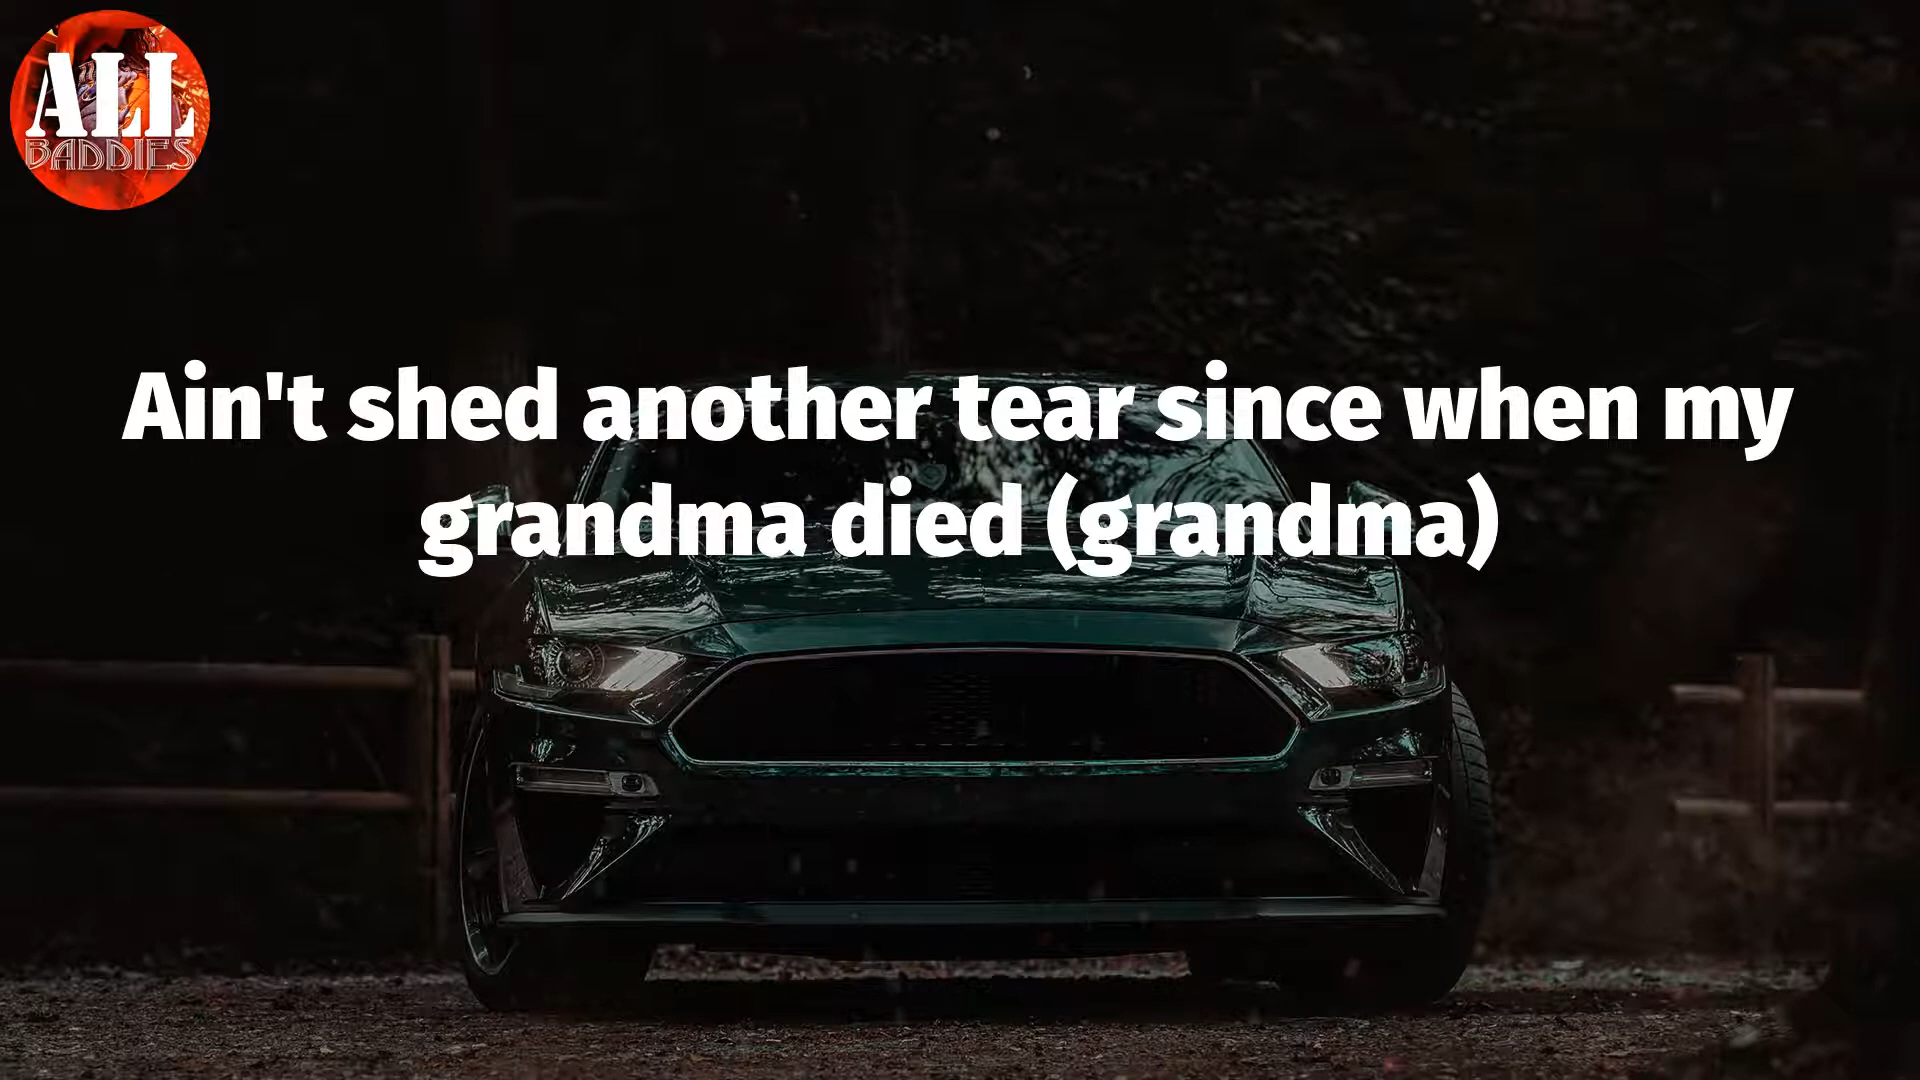 ALL
BADDIES
Ain't shed another tear since when my
grandma died (grandma)